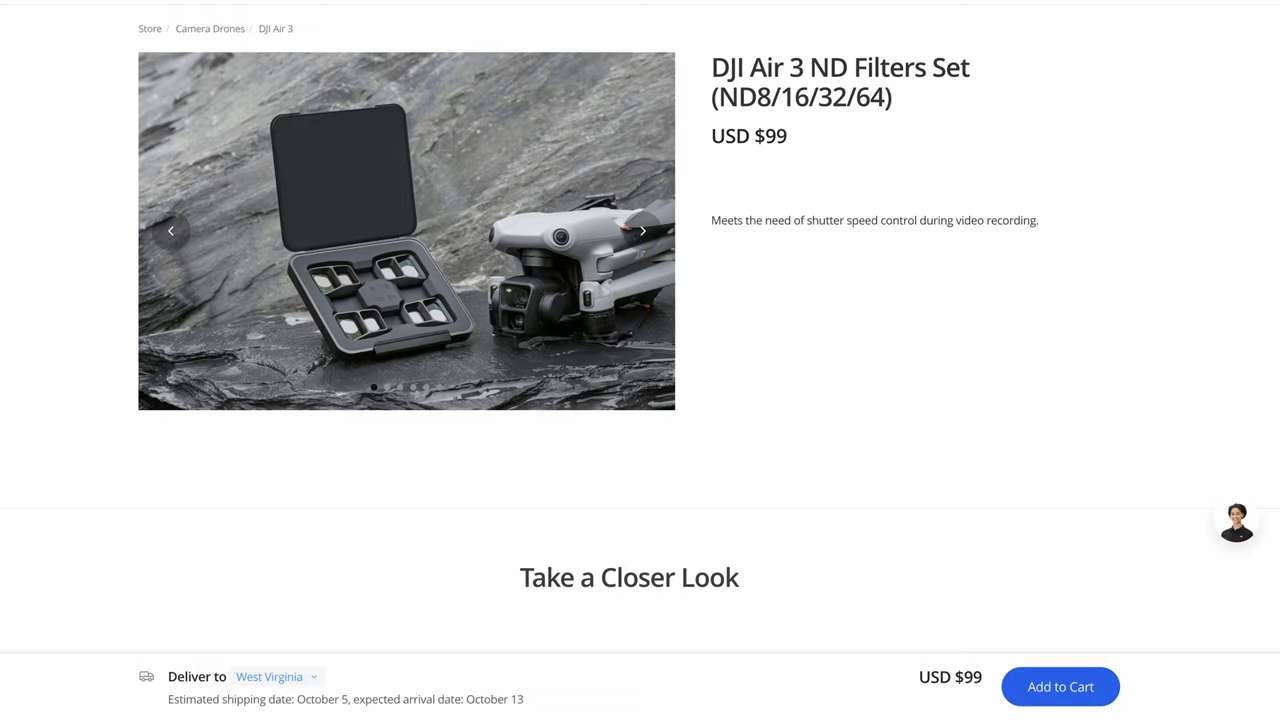 Store / Camera Drones / DJI Air 3
DJI Air 3 ND Filters Set
(ND8/16/32/64)
USD $99
Meets the need of shutter speed control during video recording.
Take a Closer Look
Deliver to West Virginia
Estimated shipping date: October 5, expected arrival date: October 13
USD $99
Add to Cart